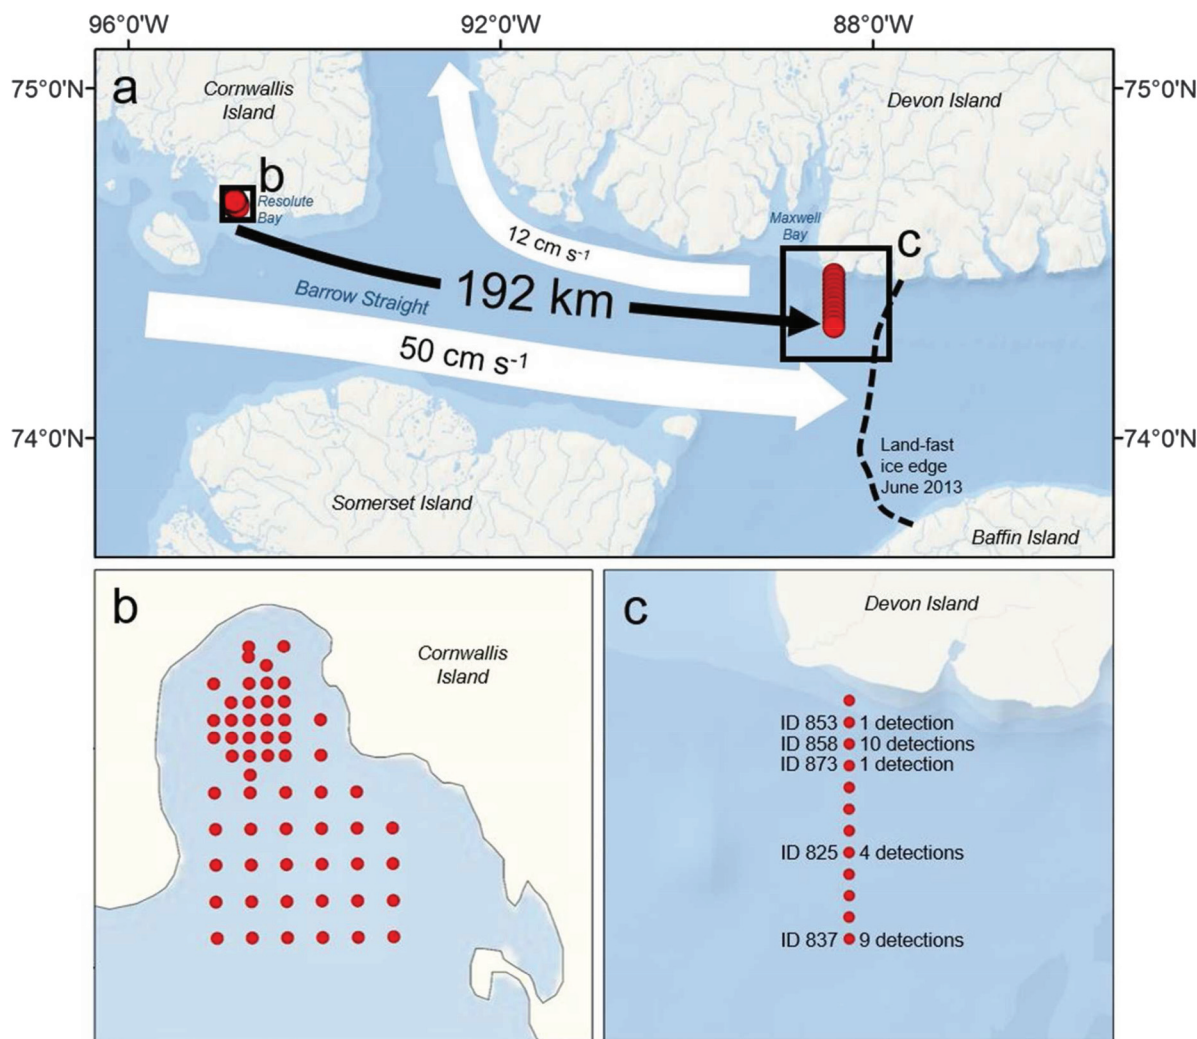 96°0'W 92°0'W 88°0'W
75°0'N
a
Cornwallis
Island
Devon Island
75°0'N
b
Resolute
Bay
Maxwell
Bay
c
12 cm s-1
192 km
Barrow Straight
50 cm s-1
74°0'N
74°0'N
Land-fast
ice edge
June 2013
Somerset Island
Baffin Island
b
Cornwallis
Island
c
Devon Island
ID 853 1 detection
ID 858 10 detections
ID 873 1 detection
ID 825 4 detections
ID 837 9 detections